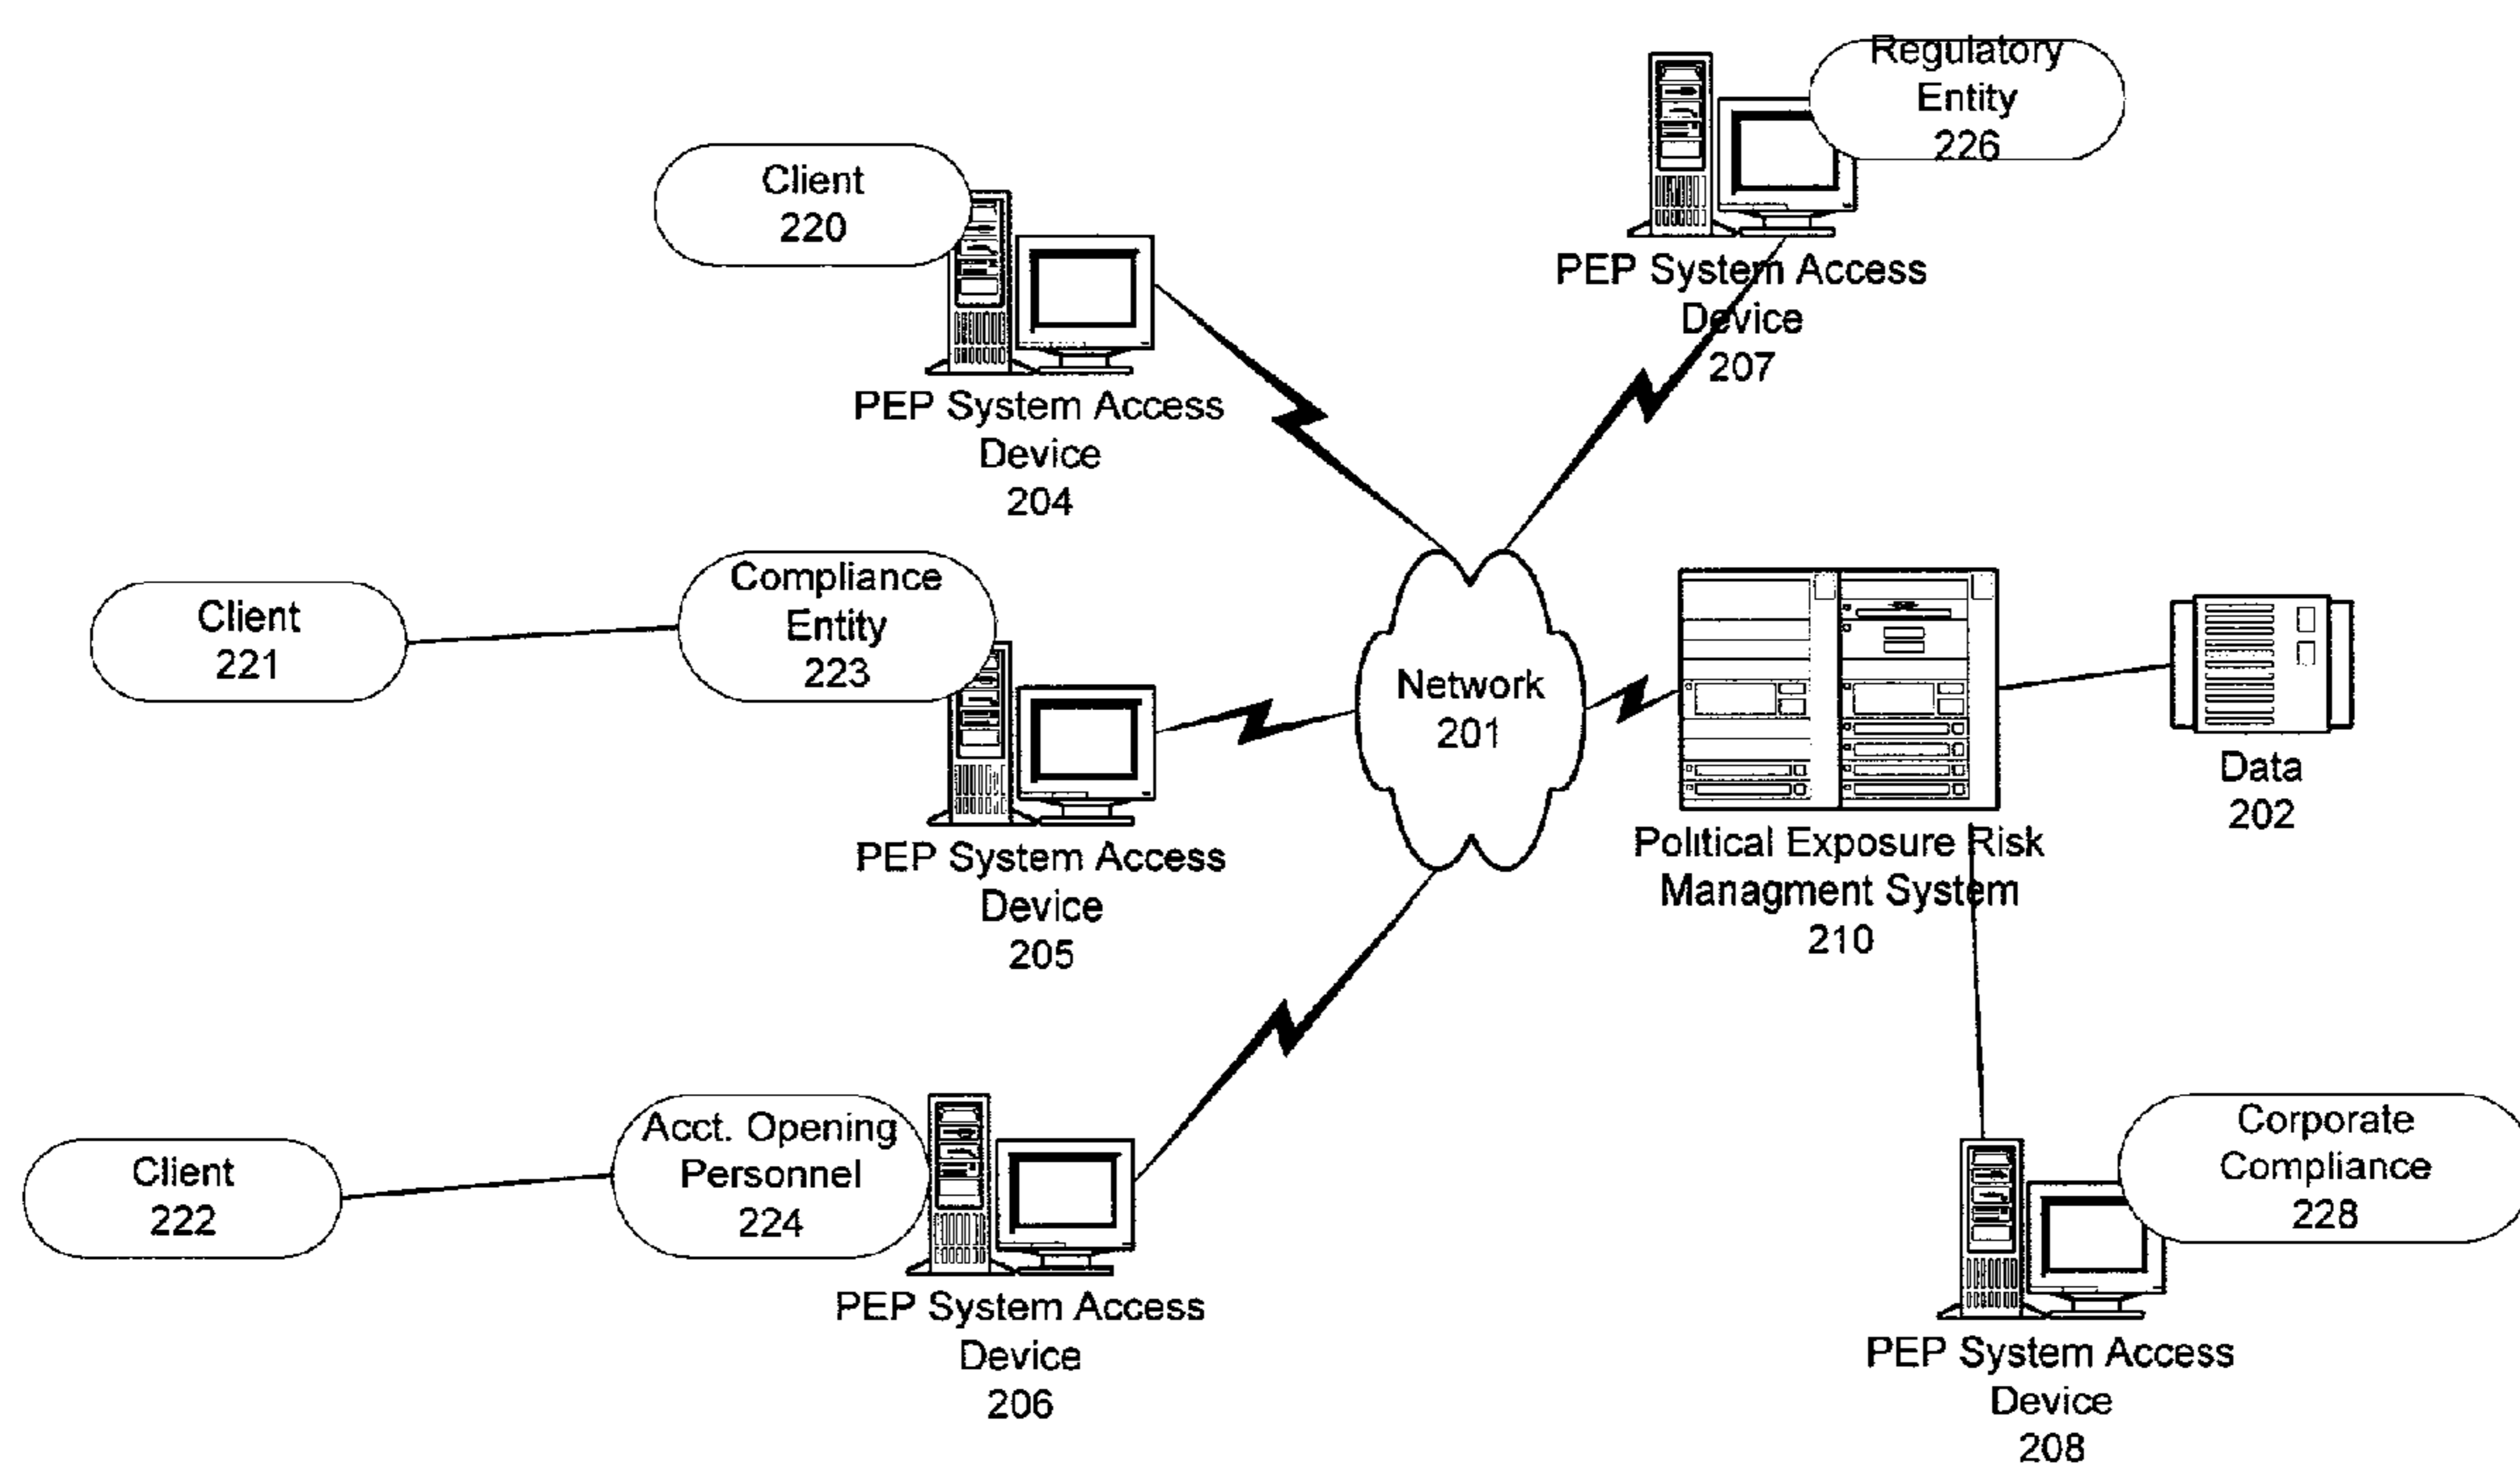 Regulatory
Entity
226
Client
220
PEP System Access
Device
207
PEP System Access
Device
204
Compliance
Entity
223
Client
221
Network
201
Data
202
Political Exposure Risk
Managment System
210
PEP System Access
Device
205
Acct. Opening
Personnel
224
Client
222
Corporate
Compliance
228
PEP System Access
Device
206
PEP System Access
Device
208